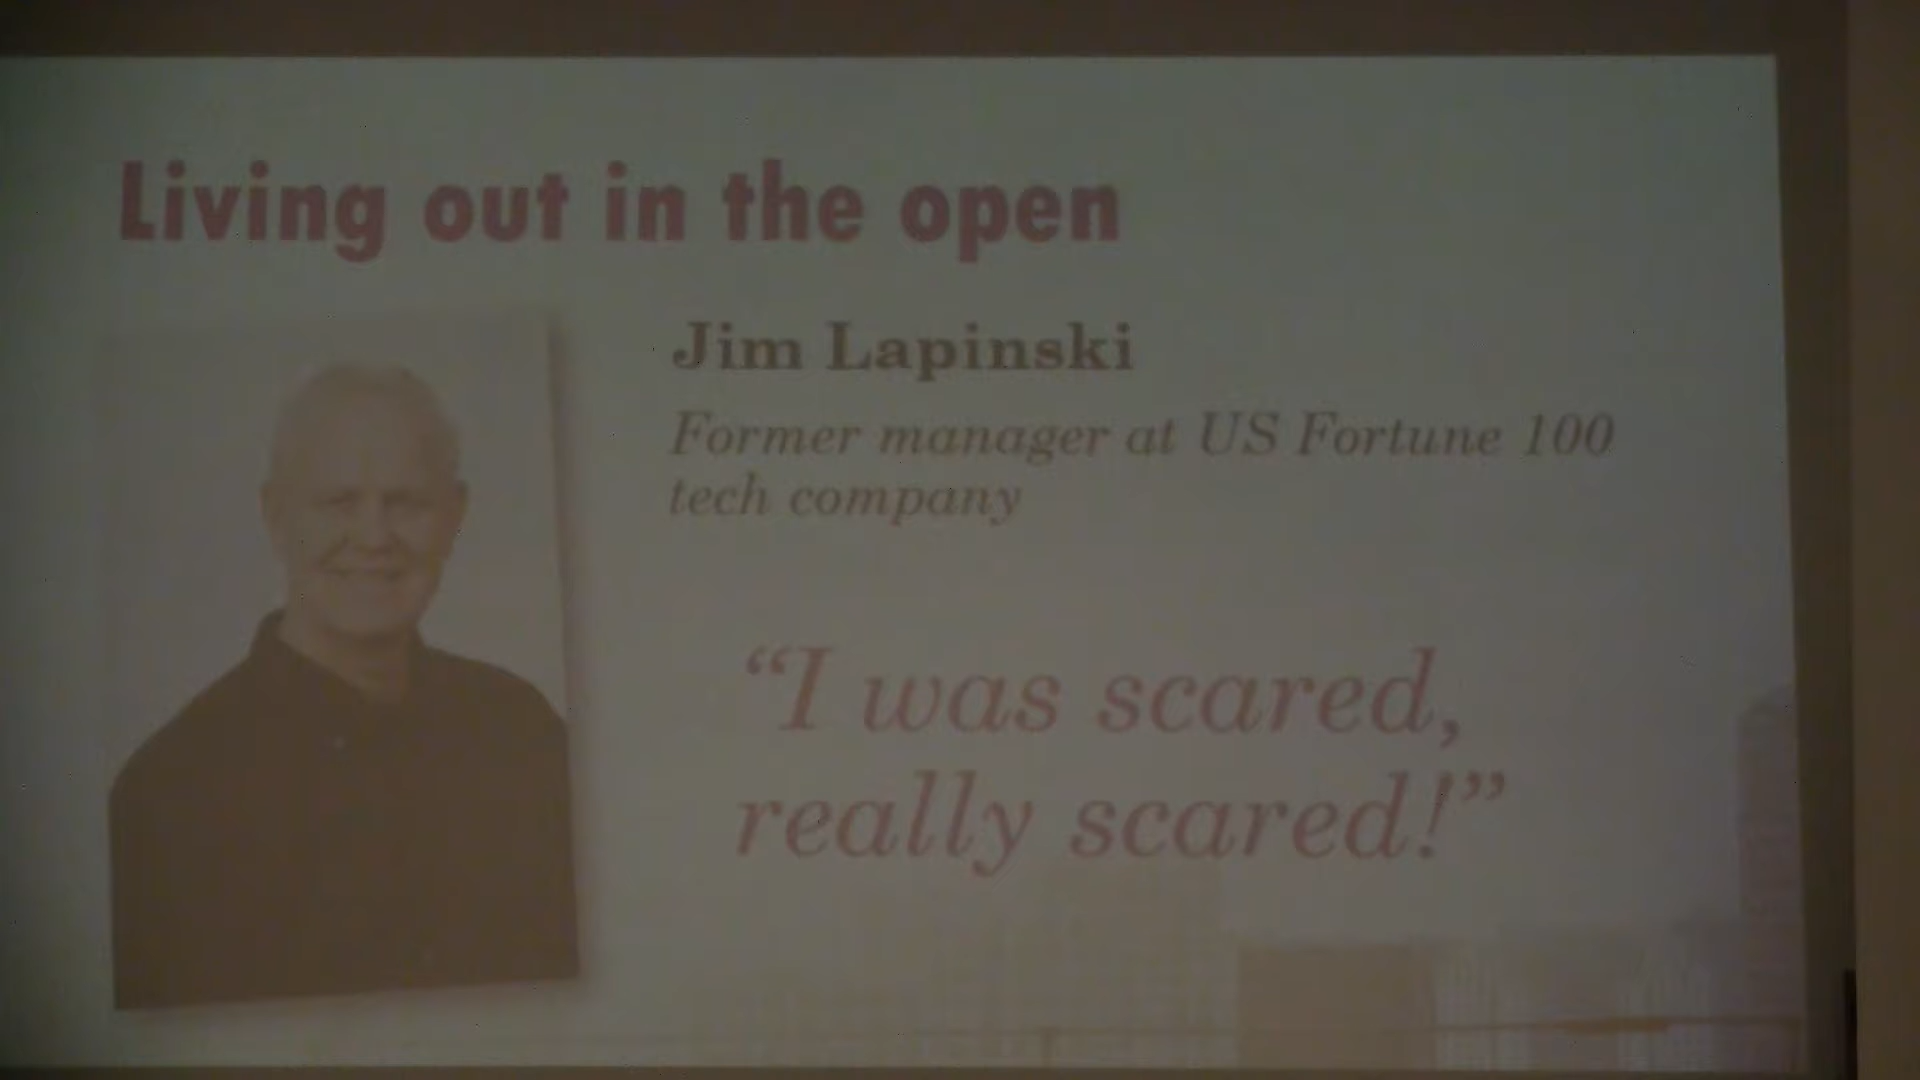 Living out in the open
Jim Lapinski
Former manager at US Fortune 100
tech company
“I was scared,
really scared!”